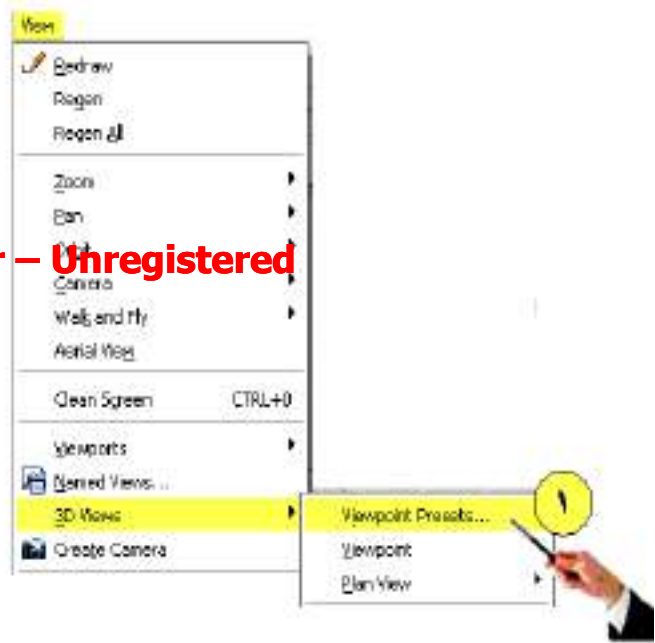 View
Redraw
Regen
Regen All
Zoom
Pan
Orbit
r – Unregistered
Camera
Walk and Fly
Aerial View
Clean Screen CTRL+0
Viewports
Named Views...
3D Views
Viewpoint Presets...
١
Create Camera
Viewpoint
Plan View